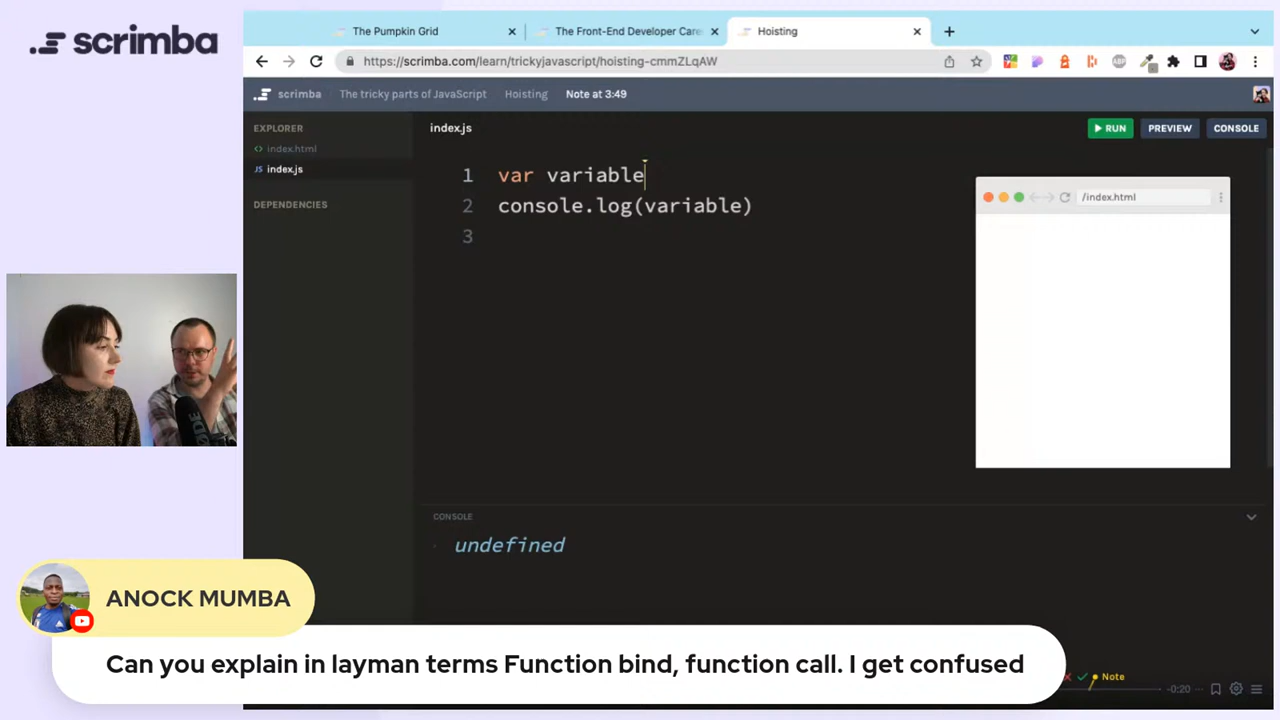 scrimba
The Pumpkin Grid
The Front-End Developer Care
Hoisting
https://scrimba.com/learn/trickyjavascript/hoisting-cmmZLqAW
scrimba
The tricky parts of JavaScript
Hoisting
Note at 3:49
EXPLORER
index.html
JS index.js
DEPENDENCIES
index.js
RUN
PREVIEW
CONSOLE
1 var variable
2 console.log(variable)
3
/index.html
CONSOLE
undefined
ANOCK MUMBA
Can you explain in layman terms Function bind, function call. I get confused
Note
-0:20